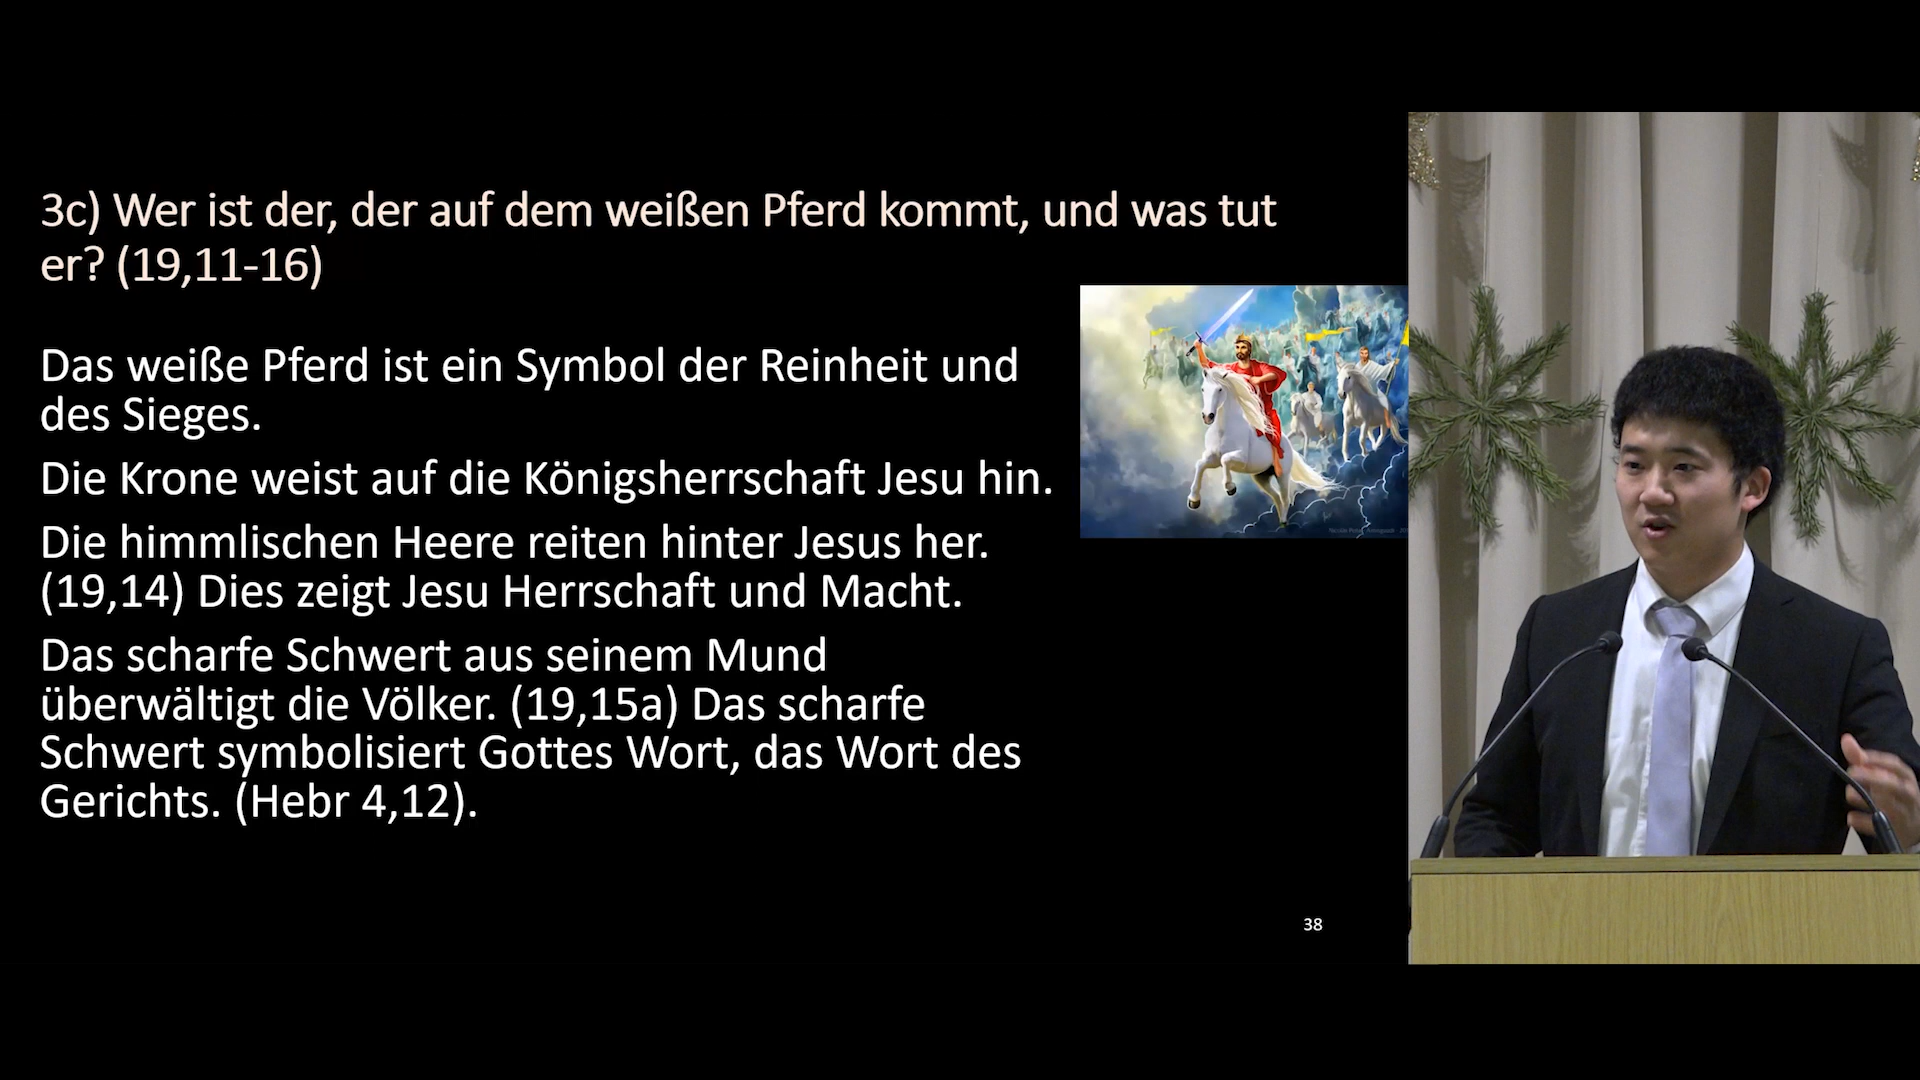 3c) Wer ist der, der auf dem weißen Pferd kommt, und was tut
er? (19,11-16)
Das weiße Pferd ist ein Symbol der Reinheit und
des Sieges.
Die Krone weist auf die Königsherrschaft Jesu hin.
Die himmlischen Heere reiten hinter Jesus her.
(19,14) Dies zeigt Jesu Herrschaft und Macht.
Das scharfe Schwert aus seinem Mund
überwältigt die Völker. (19,15a) Das scharfe
Schwert symbolisiert Gottes Wort, das Wort des
Gerichts. (Hebr 4,12).
38